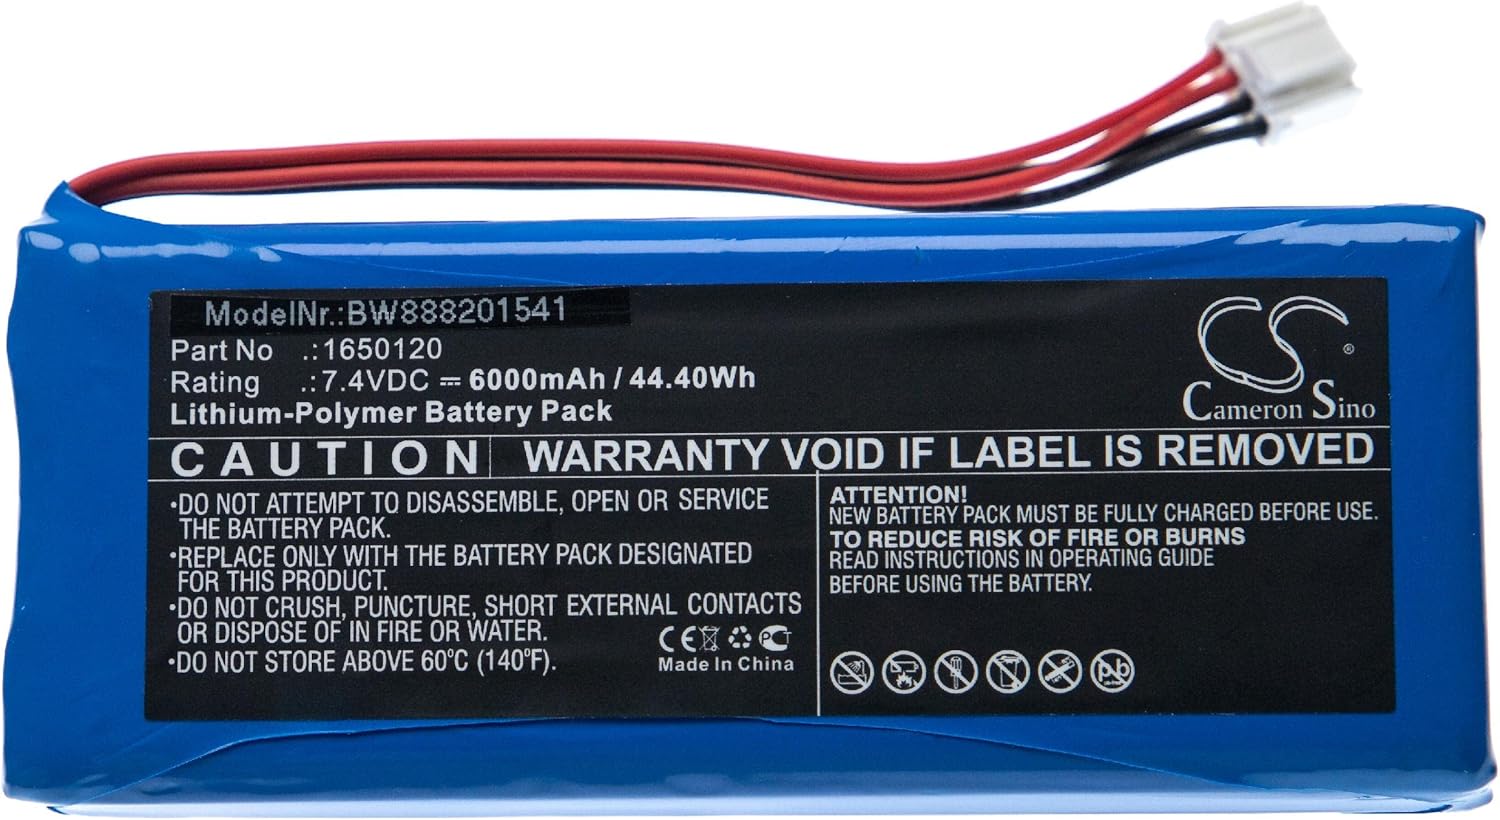 ModelNr.:BW888201541
Part No .:1650120
Rating .:7.4VDC ⎓ 6000mAh / 44.40Wh
Lithium-Polymer Battery Pack
CS ®
Cameron Sino
CAUTION WARRANTY VOID IF LABEL IS REMOVED
•DO NOT ATTEMPT TO DISASSEMBLE, OPEN OR SERVICE
THE BATTERY PACK.
•REPLACE ONLY WITH THE BATTERY PACK DESIGNATED
FOR THIS PRODUCT.
•DO NOT CRUSH, PUNCTURE, SHORT EXTERNAL CONTACTS
OR DISPOSE OF IN FIRE OR WATER.
•DO NOT STORE ABOVE 60°C (140°F).
CE PCT
Made In China
ATTENTION!
NEW BATTERY PACK MUST BE FULLY CHARGED BEFORE USE.
TO REDUCE RISK OF FIRE OR BURNS
READ INSTRUCTIONS IN OPERATING GUIDE
BEFORE USING THE BATTERY.
Pb